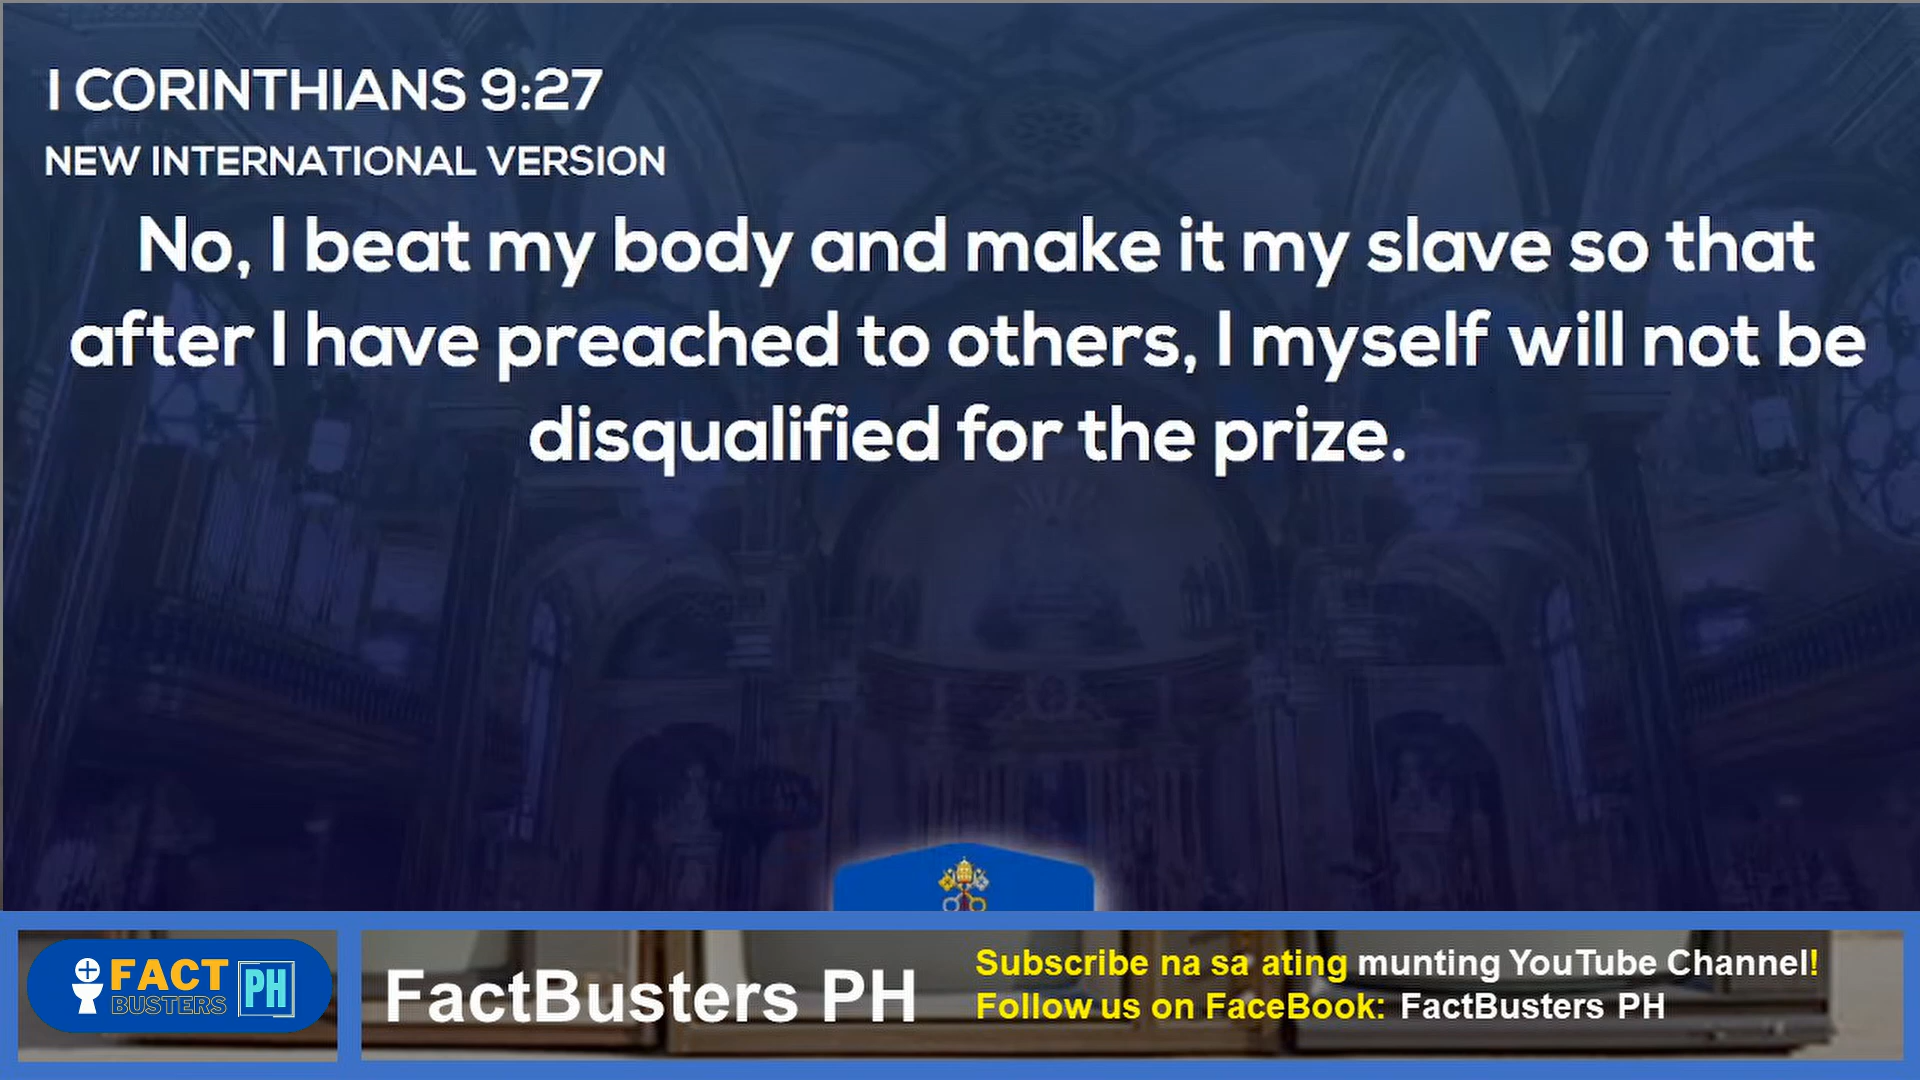 I CORINTHIANS 9:27
NEW INTERNATIONAL VERSION
No, I beat my body and make it my slave so that
after I have preached to others, I myself will not be
disqualified for the prize.
FACT
BUSTERS
PH
FactBusters PH
Subscribe na sa ating munting YouTube Channel!
Follow us on FaceBook: FactBusters PH